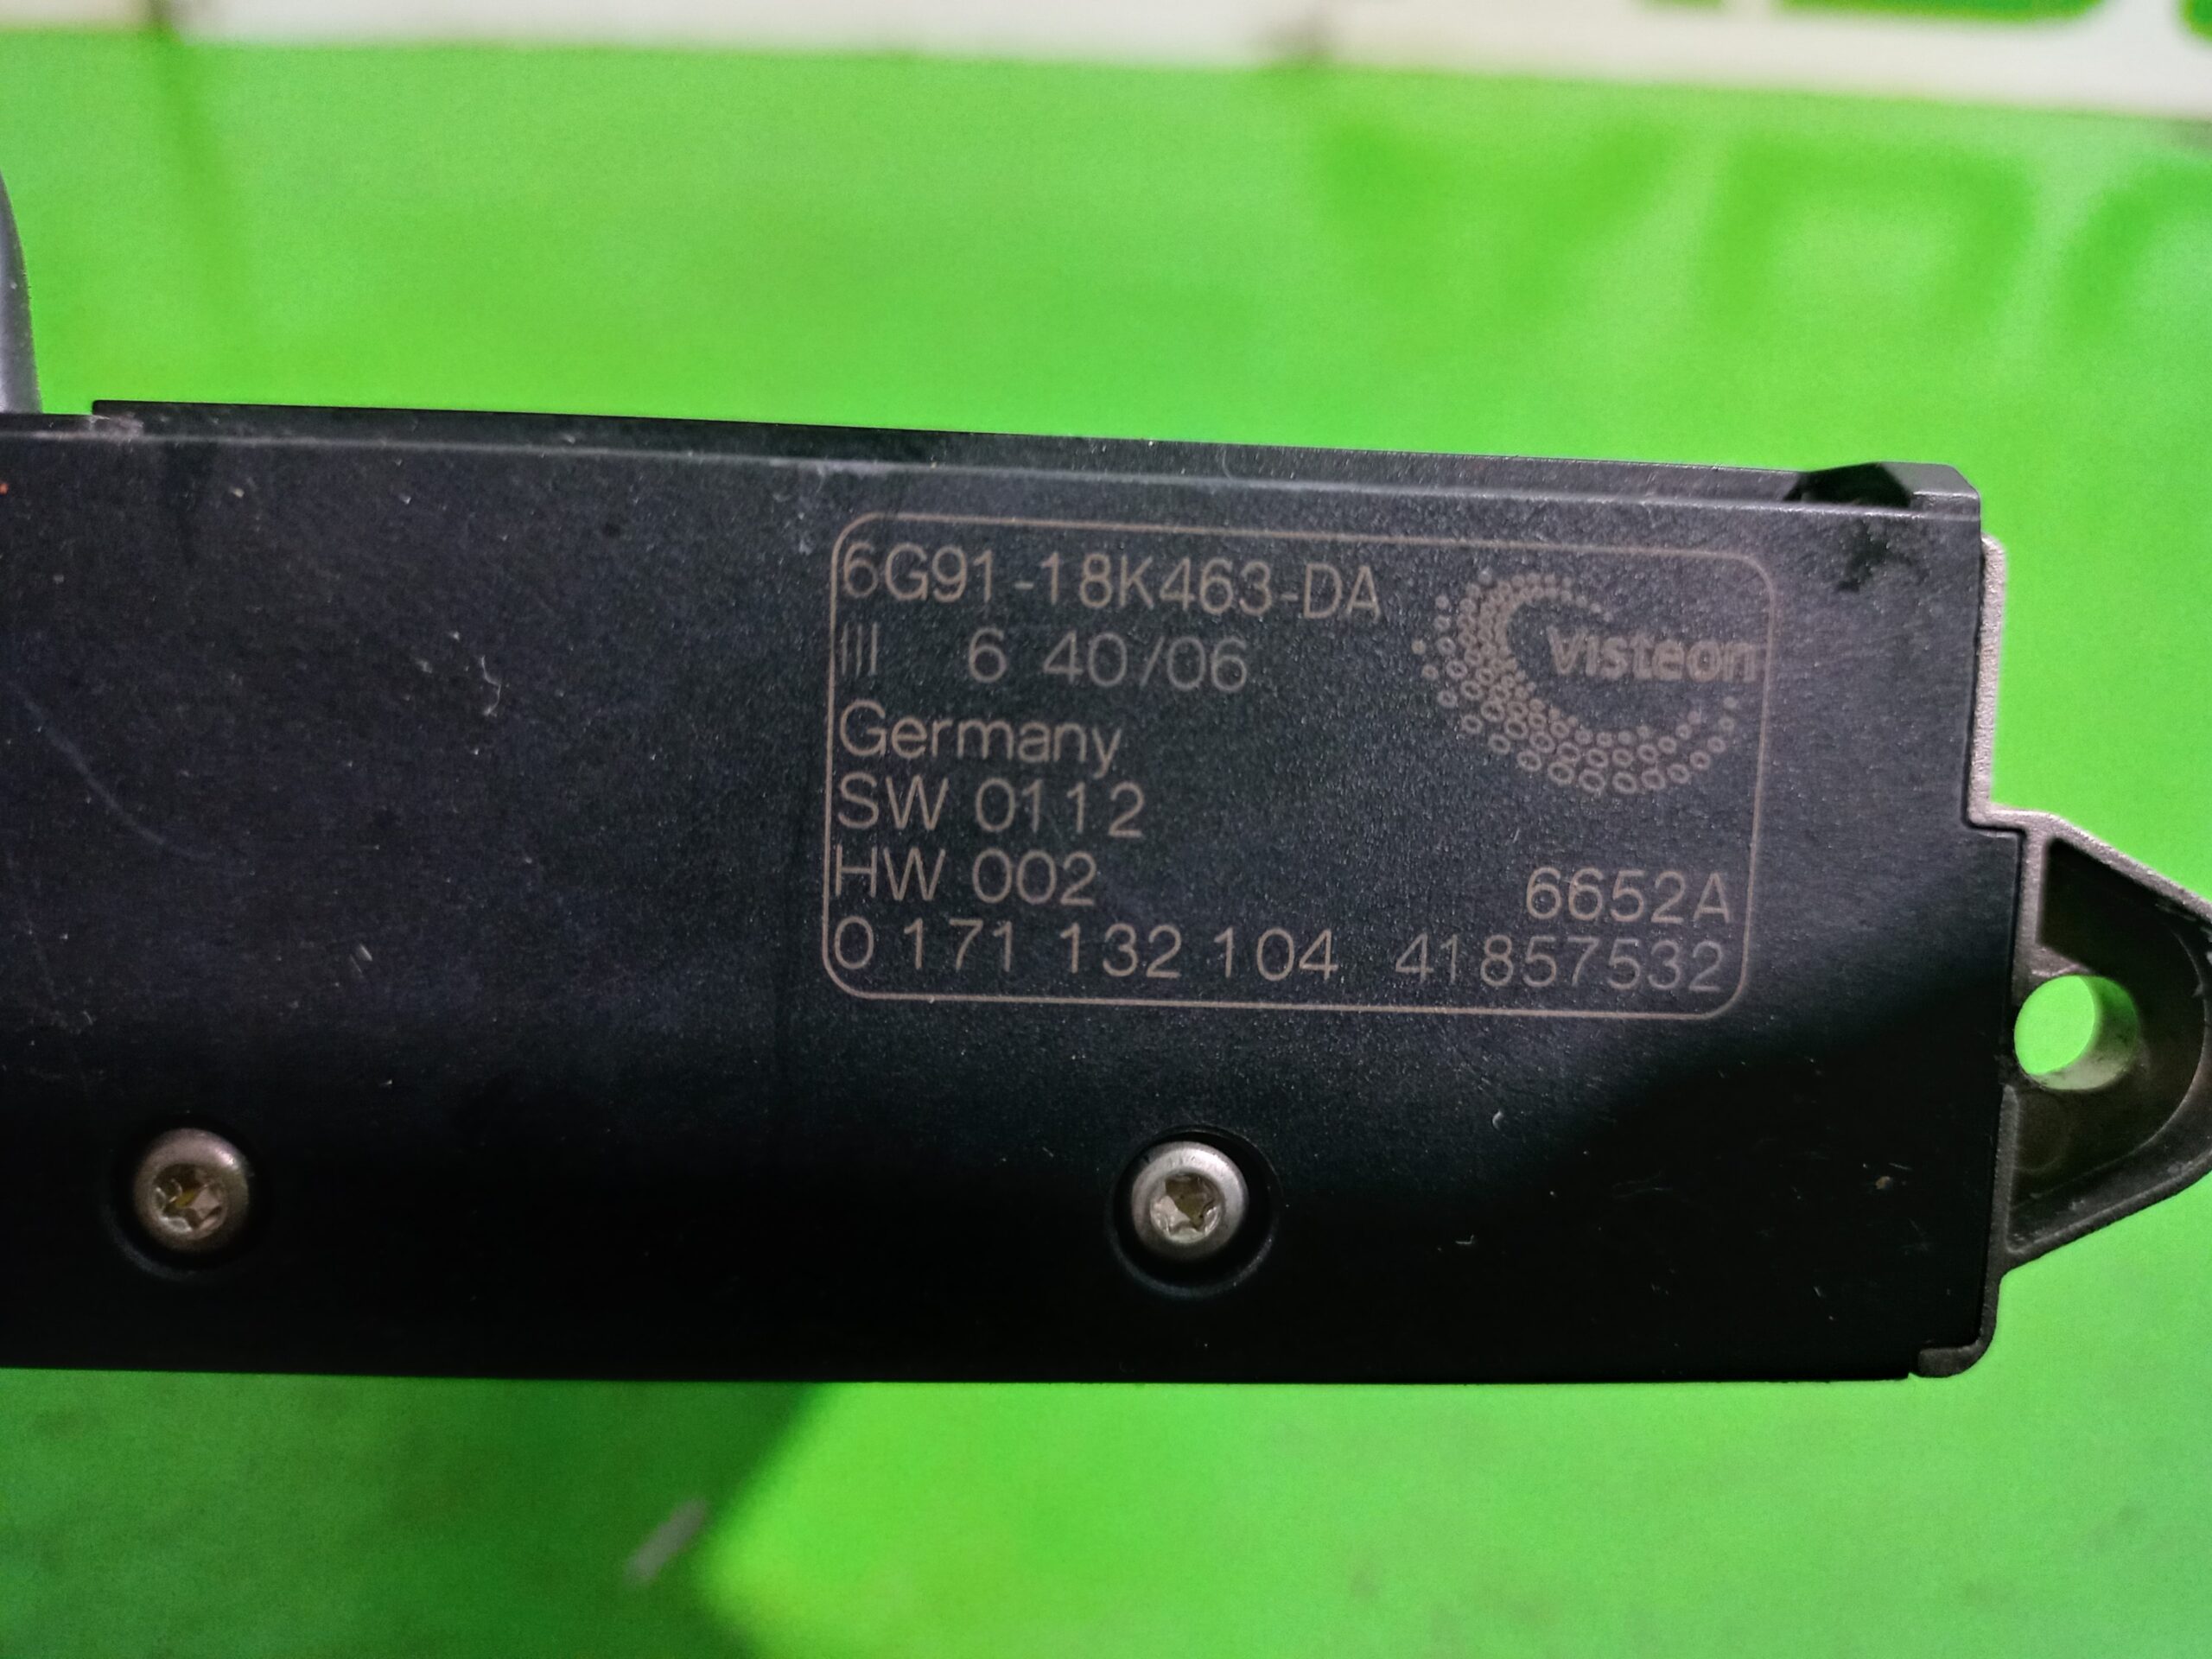 6G91-18K463-DA
III 6 40/06
Visteon
Germany
SW 0112
HW 002
6652A
0 171 132 104 41857532